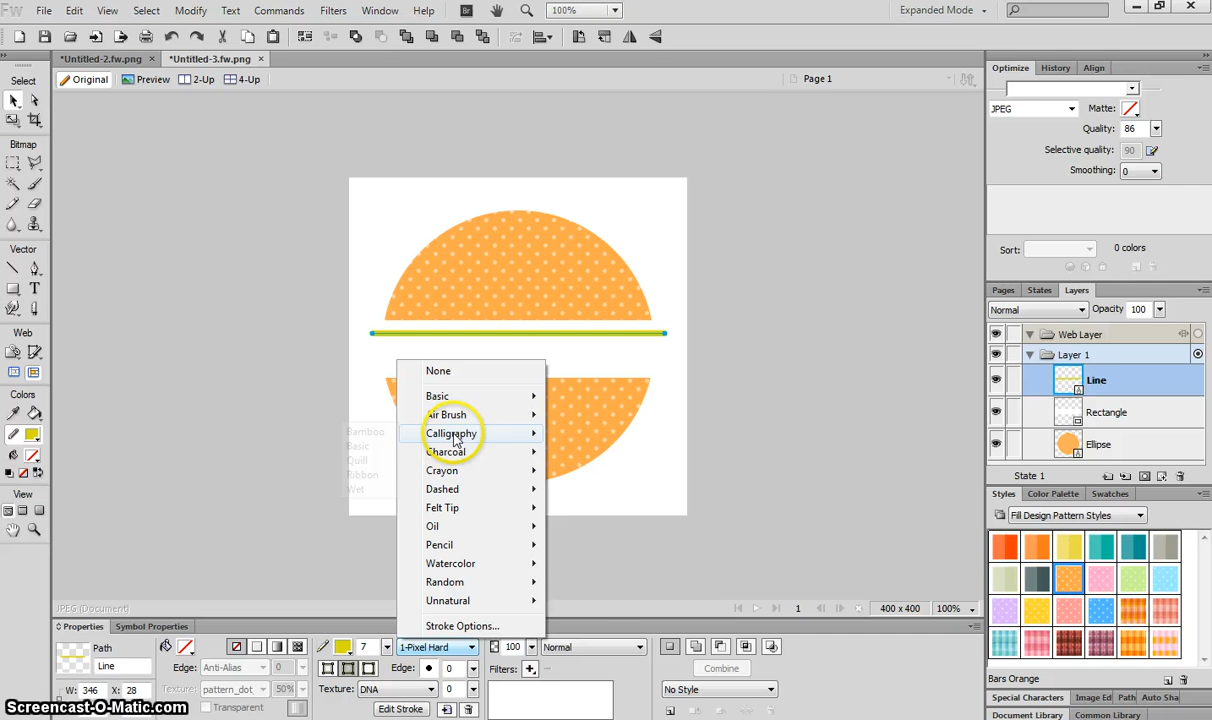 Fw File Edit View Select Modify Text Commands Filters Window Help Br 100% Expanded Mode
*Untitled-2.fw.png × *Untitled-3.fw.png ×
Original Preview 2-Up 4-Up Page 1
Select
Bitmap
Vector
Web
Colors
View
None
Basic
Air Brush
Calligraphy
Charcoal
Crayon
Dashed
Felt Tip
Oil
Pencil
Watercolor
Random
Unnatural
Stroke Options...
Bamboo
Basic
Quill
Ribbon
Wet
Optimize History Align
JPEG Matte:
Quality: 86
Selective quality: 90
Smoothing: 0
Sort: 0 colors
Pages States Layers
Normal Opacity 100
Web Layer
Layer 1
Line
Rectangle
Ellipse
State 1
Styles Color Palette Swatches
Fill Design Pattern Styles
Bars Orange
Special Characters Image Ed Path Auto Sha
Document Library Common Library
JPEG (Document) 1 400 x 400 100%
Properties Symbol Properties
Path
Line
W: 346 X: 28
Edge: Anti-Alias 0
Texture: pattern_dot 50%
Transparent
7 1-Pixel Hard 100 Normal
Edge: 0 Filters:
Texture: DNA 0
Edit Stroke
Combine
No Style
Screencast-O-Matic.com